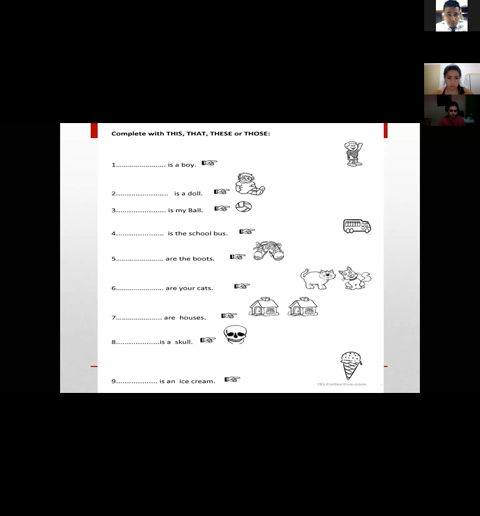 Complete with THIS, THAT, THESE or THOSE:
1......................... is a boy.
2.......................... is a doll.
3........................ is my Ball.
4........................ is the school bus.
5....................... are the boots.
6....................... are your cats.
7...................... are houses.
8.....................is a skull.
9.................... is an ice cream.
iSLCollective.com